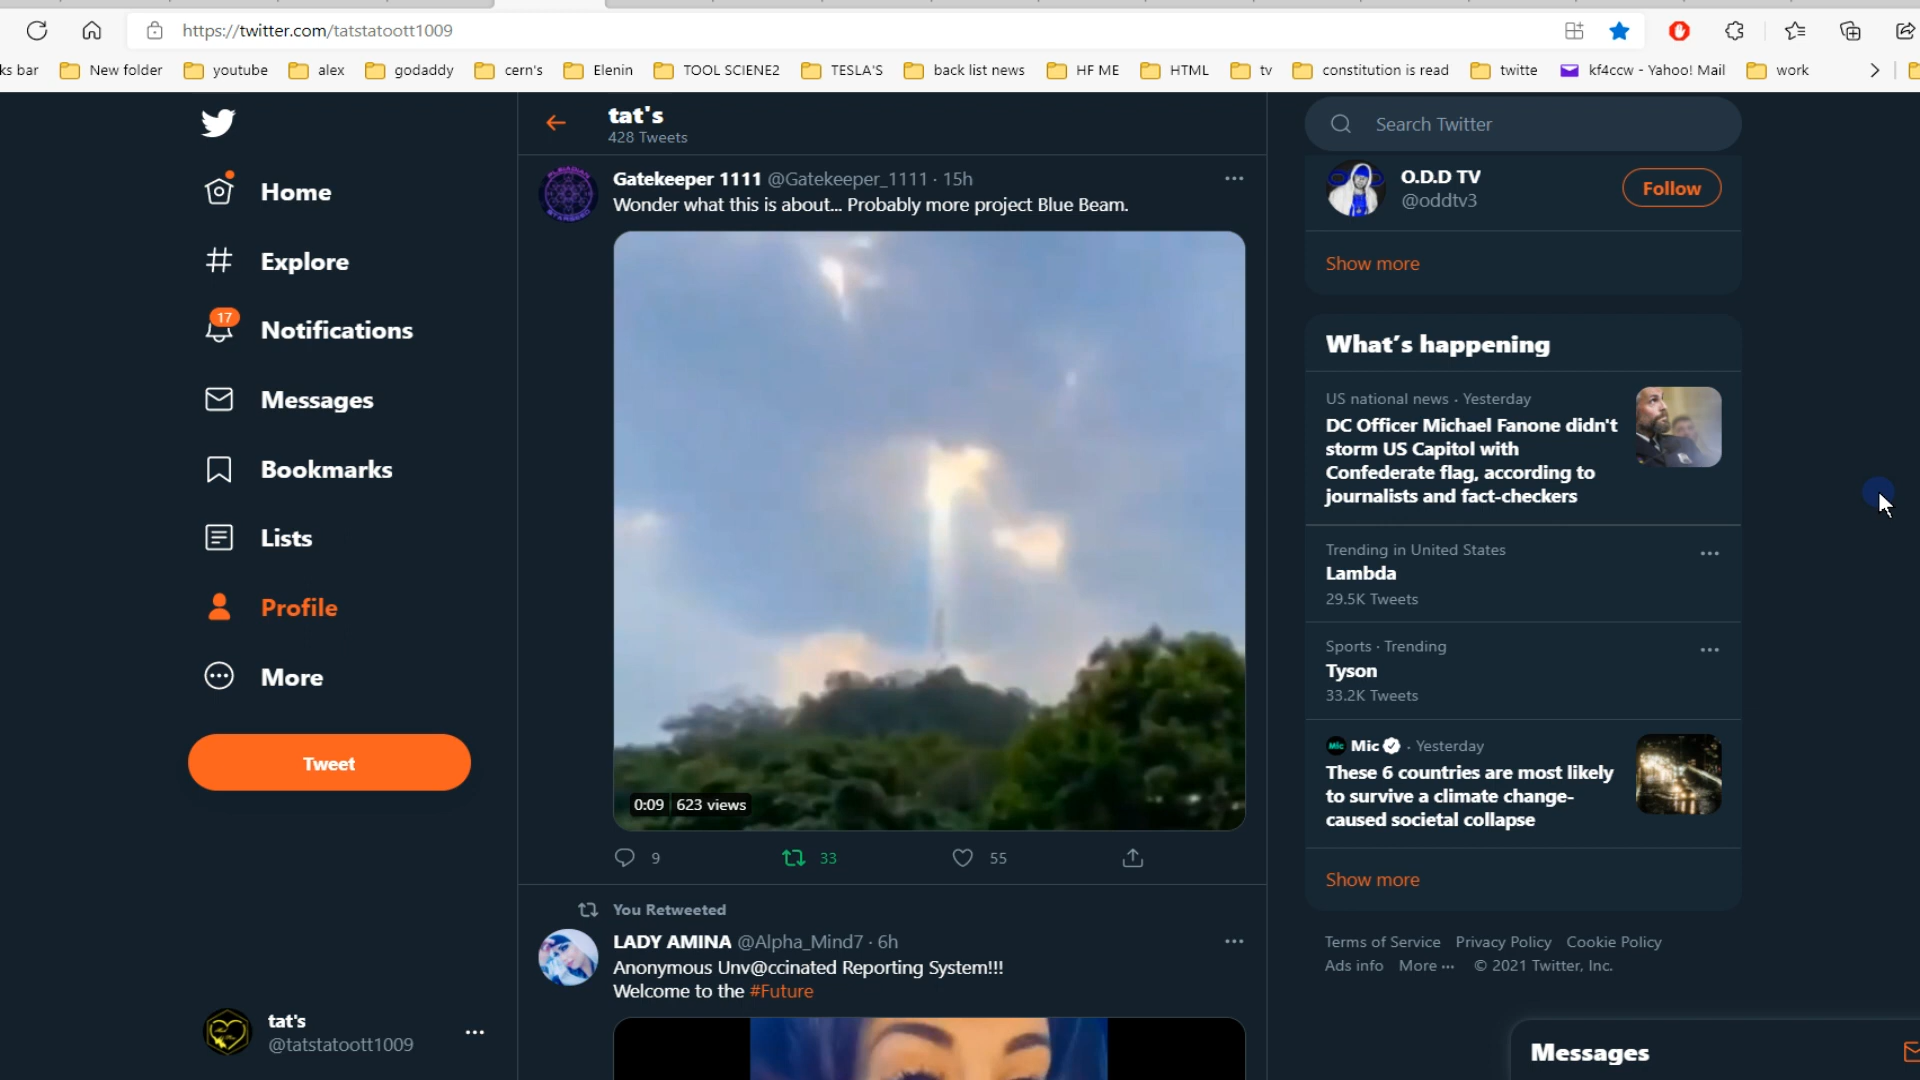 https://twitter.com/tatstatoott1009
ks bar
New folder
youtube
alex
godaddy
cern's
Elenin
TOOL SCIENE2
TESLA'S
back list news
HF ME
HTML
tv
constitution is read
twitte
kf4ccw - Yahoo! Mail
work
Home
Explore
17
Notifications
Messages
Bookmarks
Lists
Profile
More
Tweet
tat's
@tatstatoott1009
tat's
428 Tweets
Gatekeeper 1111 @Gatekeeper_1111 · 15h
Wonder what this is about... Probably more project Blue Beam.
0:09 623 views
9
33
55
You Retweeted
LADY AMINA @Alpha_Mind7 · 6h
Anonymous Unv@ccinated Reporting System!!!
Welcome to the #Future
Search Twitter
O.D.D TV
@oddtv3
Follow
Show more
What's happening
US national news · Yesterday
DC Officer Michael Fanone didn't
storm US Capitol with
Confederate flag, according to
journalists and fact-checkers
Trending in United States
Lambda
29.5K Tweets
Sports · Trending
Tyson
33.2K Tweets
Mic Mic · Yesterday
These 6 countries are most likely
to survive a climate change-
caused societal collapse
Show more
Terms of Service Privacy Policy Cookie Policy
Ads info More ··· © 2021 Twitter, Inc.
Messages